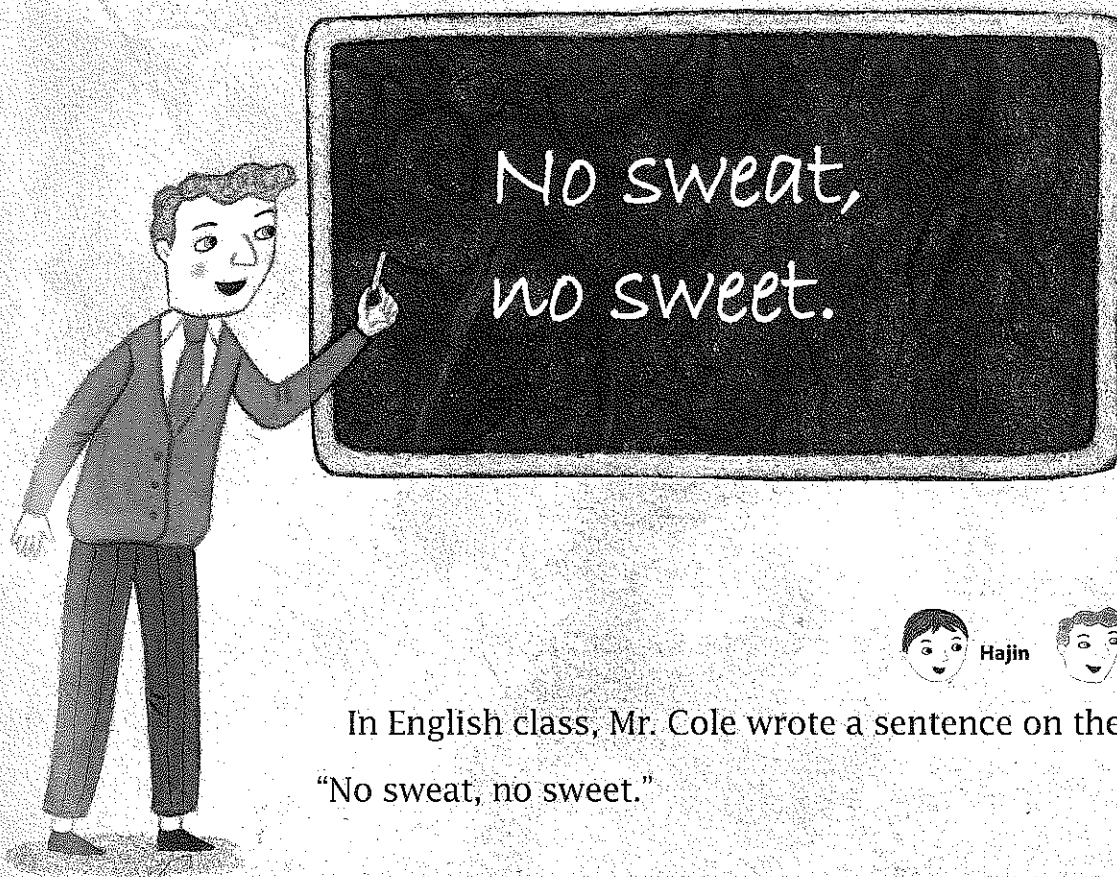 No sweat,
no sweet.
Hajin
In English class, Mr. Cole wrote a sentence on the
“No sweat, no sweet.”